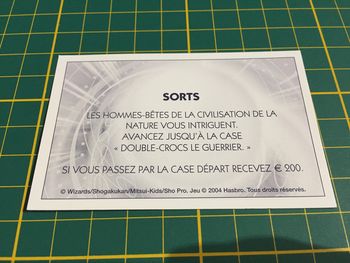 SORTS
LES HOMMES-BÊTES DE LA CIVILISATION DE LA
NATURE VOUS INTRIGUENT.
AVANCEZ JUSQU'À LA CASE
« DOUBLE-CROCS LE GUERRIER. »
SI VOUS PASSEZ PAR LA CASE DÉPART RECEVEZ € 200.
© Wizards/Shogakukan/Mitsui-Kids/Sho Pro. Jeu © 2004 Hasbro. Tous droits réservés.